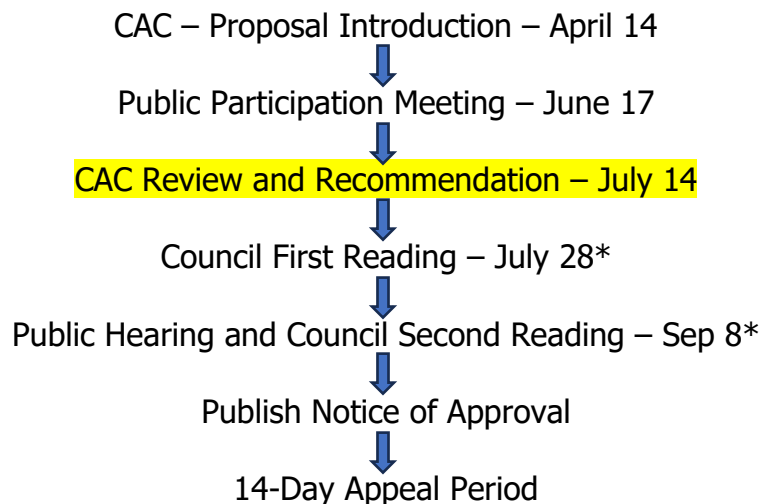 CAC – Proposal Introduction – April 14
Public Participation Meeting – June 17
CAC Review and Recommendation – July 14
Council First Reading – July 28*
Public Hearing and Council Second Reading – Sep 8*
Publish Notice of Approval
14-Day Appeal Period